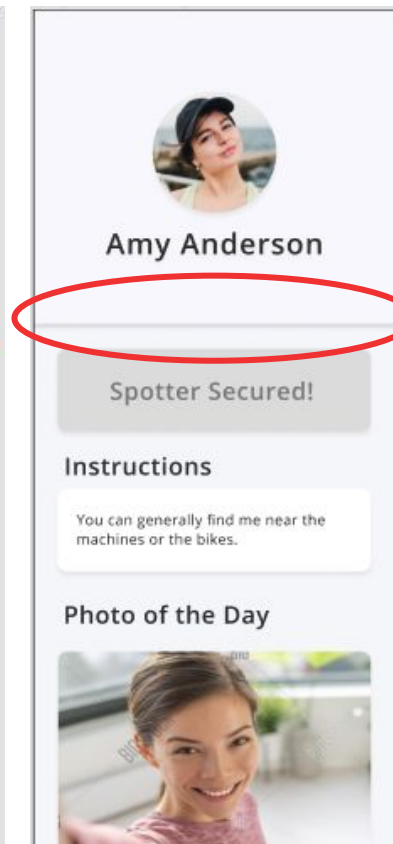 Amy Anderson
Spotter Secured!
Instructions
You can generally find me near the
machines or the bikes.
Photo of the Day